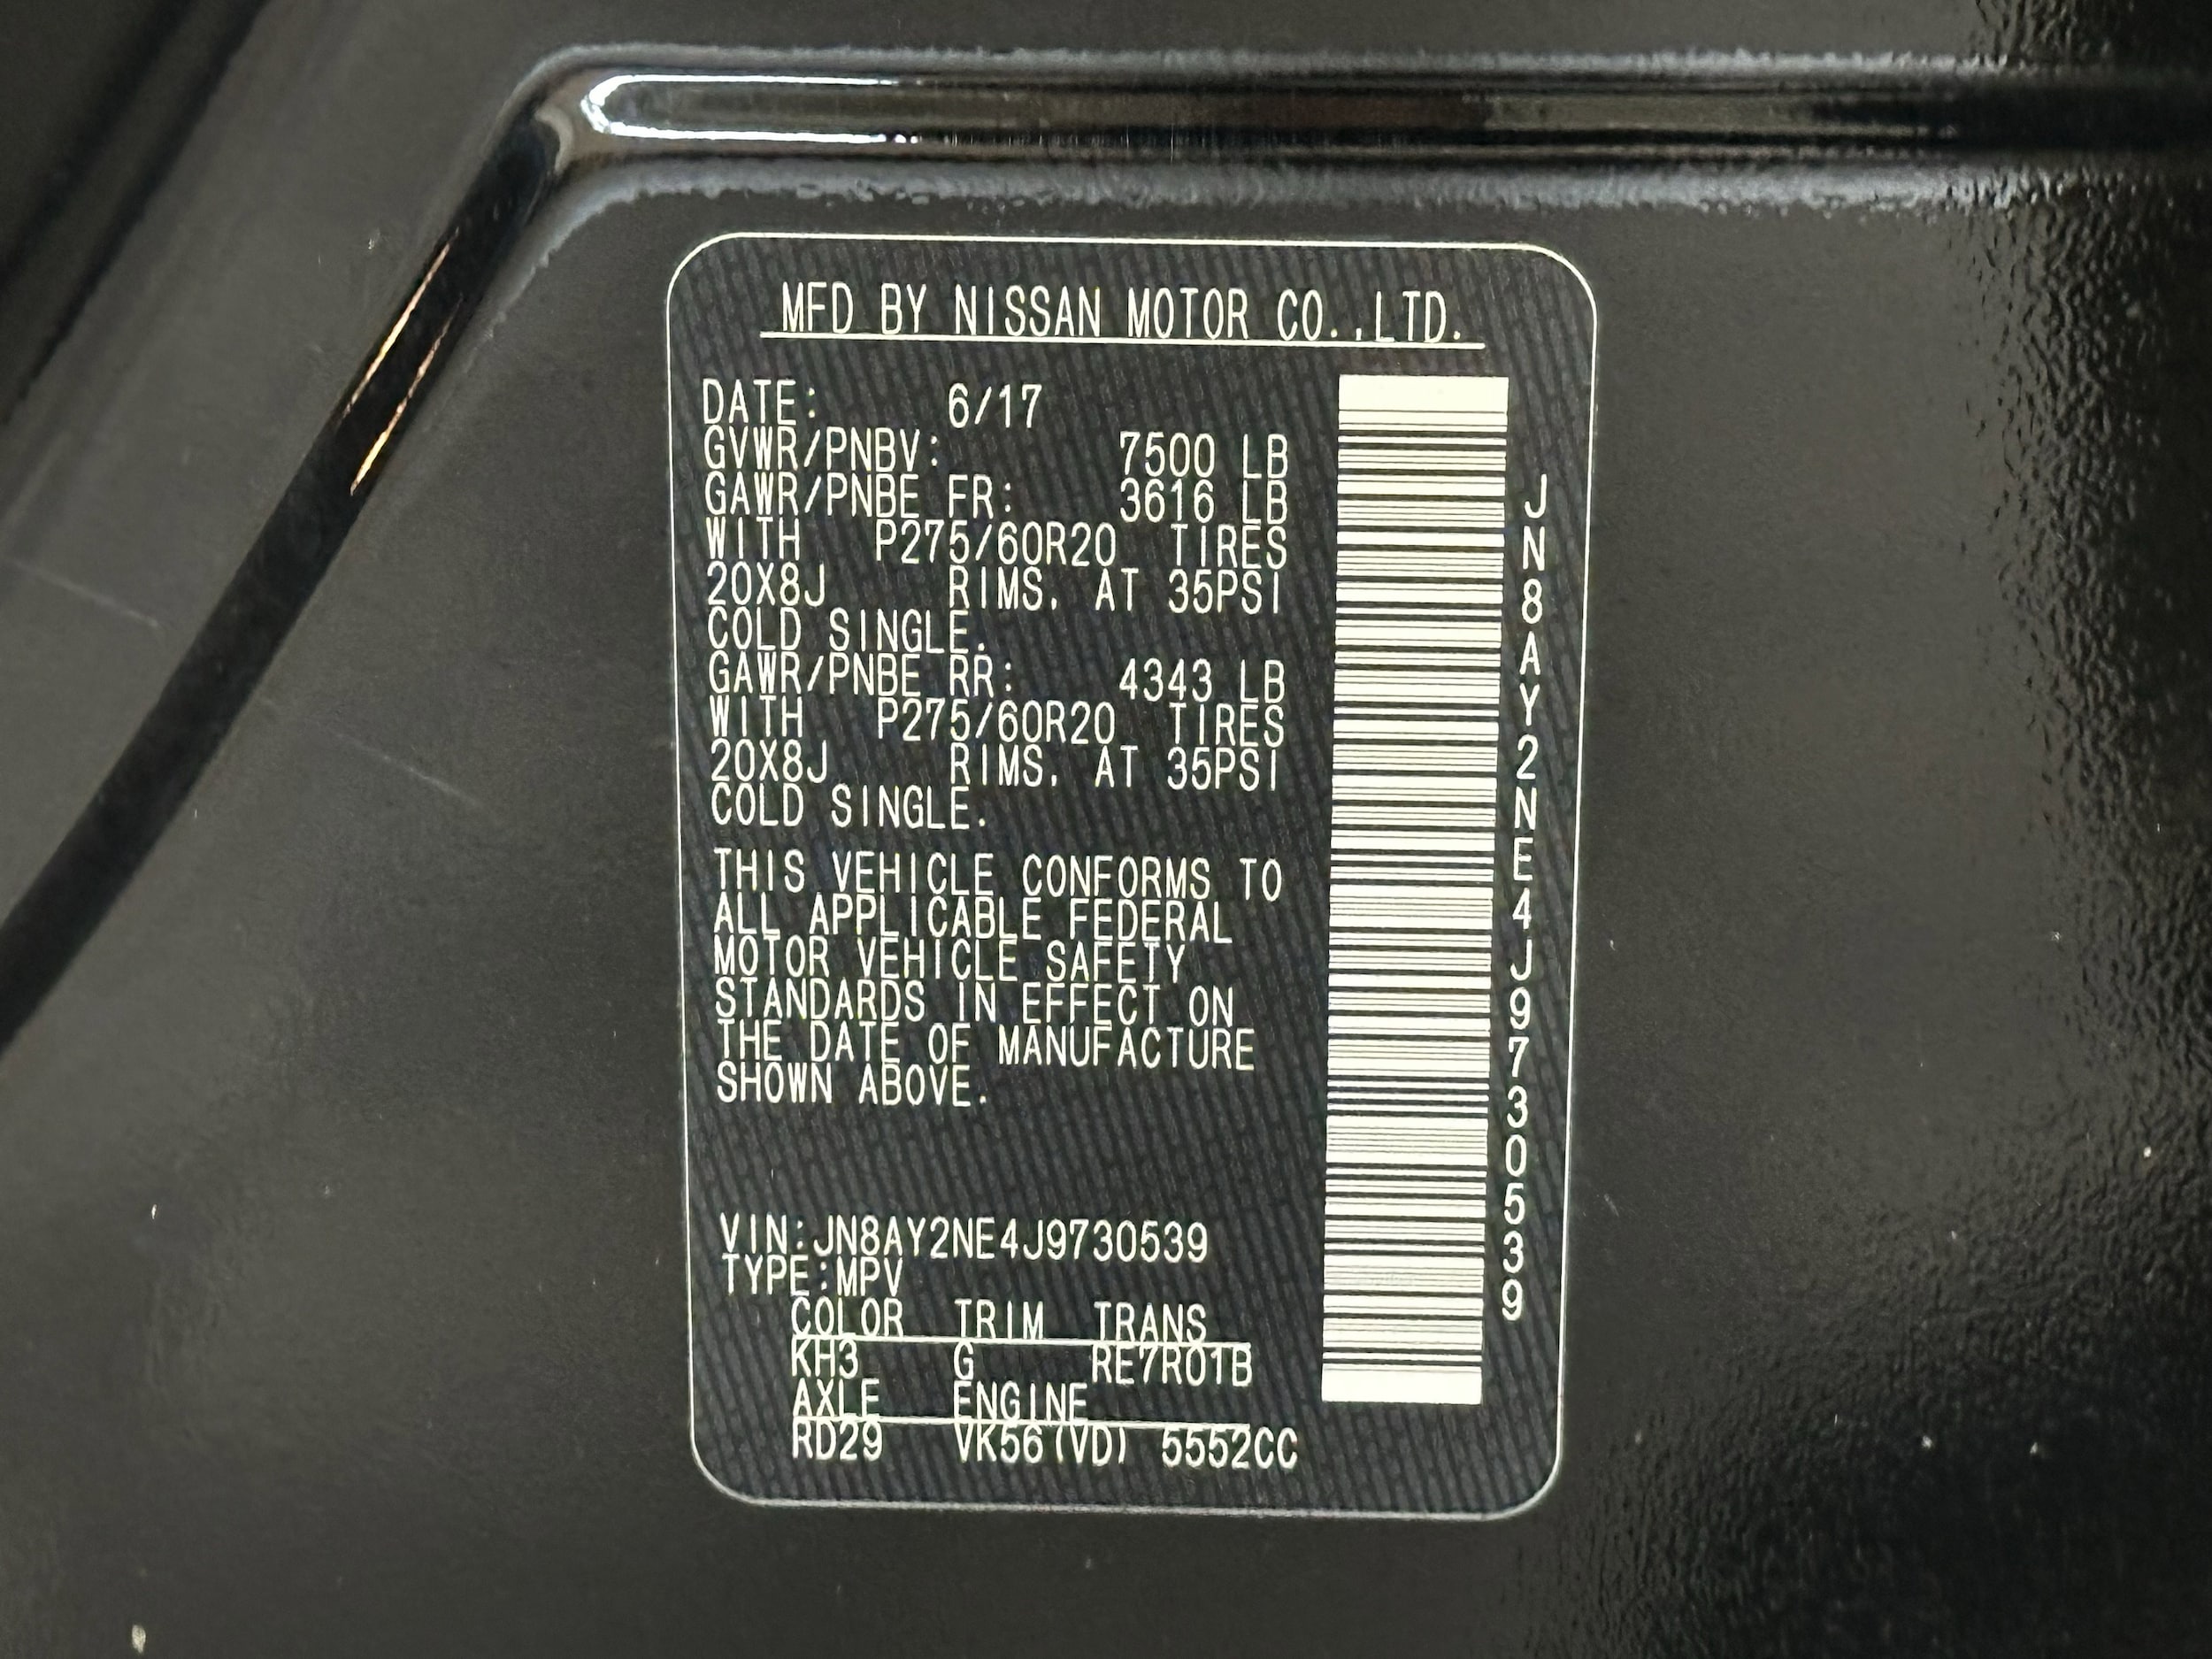 MFD BY NISSAN MOTOR CO.,LTD.
DATE: 6/17
GVWR/PNBV: 7500 LB
GAWR/PNBE FR: 3616 LB
WITH P275/60R20 TIRES
20X8J RIMS. AT 35PSI
COLD SINGLE.
GAWR/PNBE RR: 4343 LB
WITH P275/60R20 TIRES
20X8J RIMS. AT 35PSI
COLD SINGLE.
THIS VEHICLE CONFORMS TO
ALL APPLICABLE FEDERAL
MOTOR VEHICLE SAFETY
STANDARDS IN EFFECT ON
THE DATE OF MANUFACTURE
SHOWN ABOVE.
VIN:JN8AY2NE4J9730539
TYPE:MPV
COLOR TRIM TRANS
KH3 G RE7R01B
AXLE ENGINE
RD29 VK56(VD) 5552CC
JN8AY2NE4J9730539